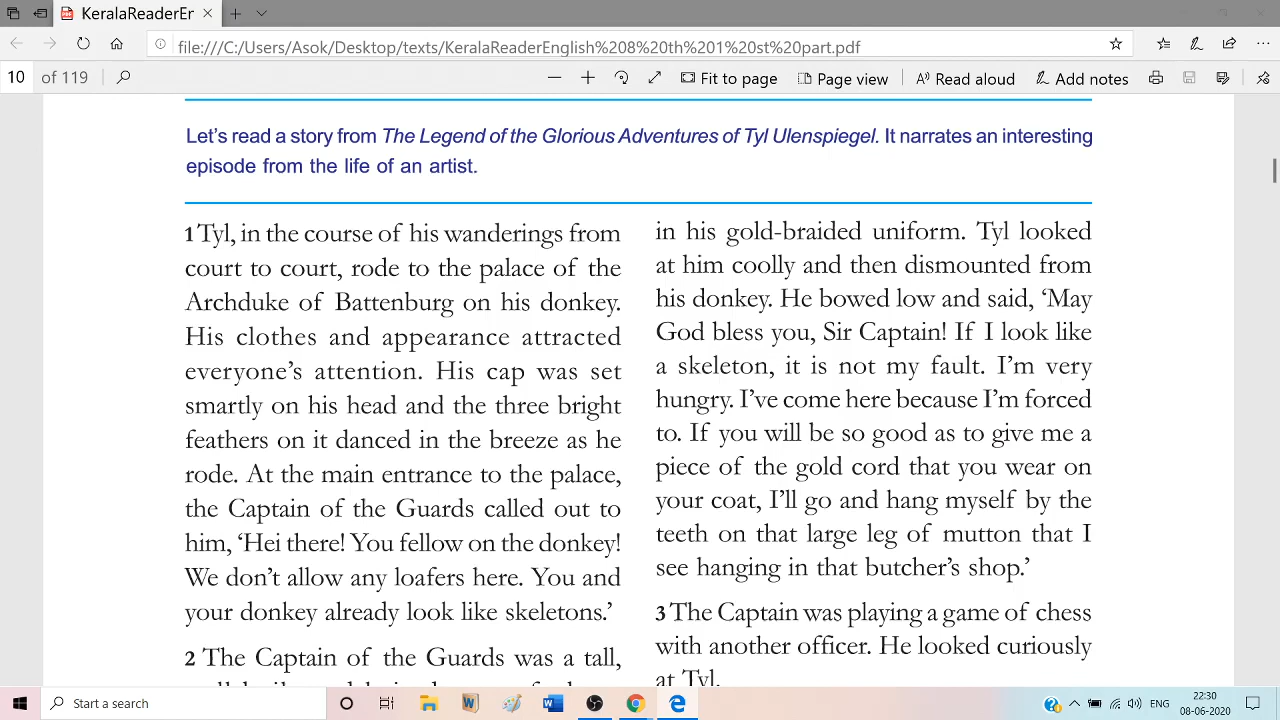 KeralaReaderEr
file:///C:/Users/Asok/Desktop/texts/KeralaReaderEnglish%208%20th%201%20st%20part.pdf
10 of 119
Fit to page
Page view
Read aloud
Add notes
Let's read a story from The Legend of the Glorious Adventures of Tyl Ulenspiegel. It narrates an interesting
episode from the life of an artist.
1 Tyl, in the course of his wanderings from
court to court, rode to the palace of the
Archduke of Battenburg on his donkey.
His clothes and appearance attracted
everyone's attention. His cap was set
smartly on his head and the three bright
feathers on it danced in the breeze as he
rode. At the main entrance to the palace,
the Captain of the Guards called out to
him, ‘Hei there! You fellow on the donkey!
We don't allow any loafers here. You and
your donkey already look like skeletons.’
2 The Captain of the Guards was a tall,
in his gold-braided uniform. Tyl looked
at him coolly and then dismounted from
his donkey. He bowed low and said, ‘May
God bless you, Sir Captain! If I look like
a skeleton, it is not my fault. I'm very
hungry. I've come here because I'm forced
to. If you will be so good as to give me a
piece of the gold cord that you wear on
your coat, I'll go and hang myself by the
teeth on that large leg of mutton that I
see hanging in that butcher's shop.’
3 The Captain was playing a game of chess
with another officer. He looked curiously
at Tyl.
Start search
ENG
22:30
08-06-2020